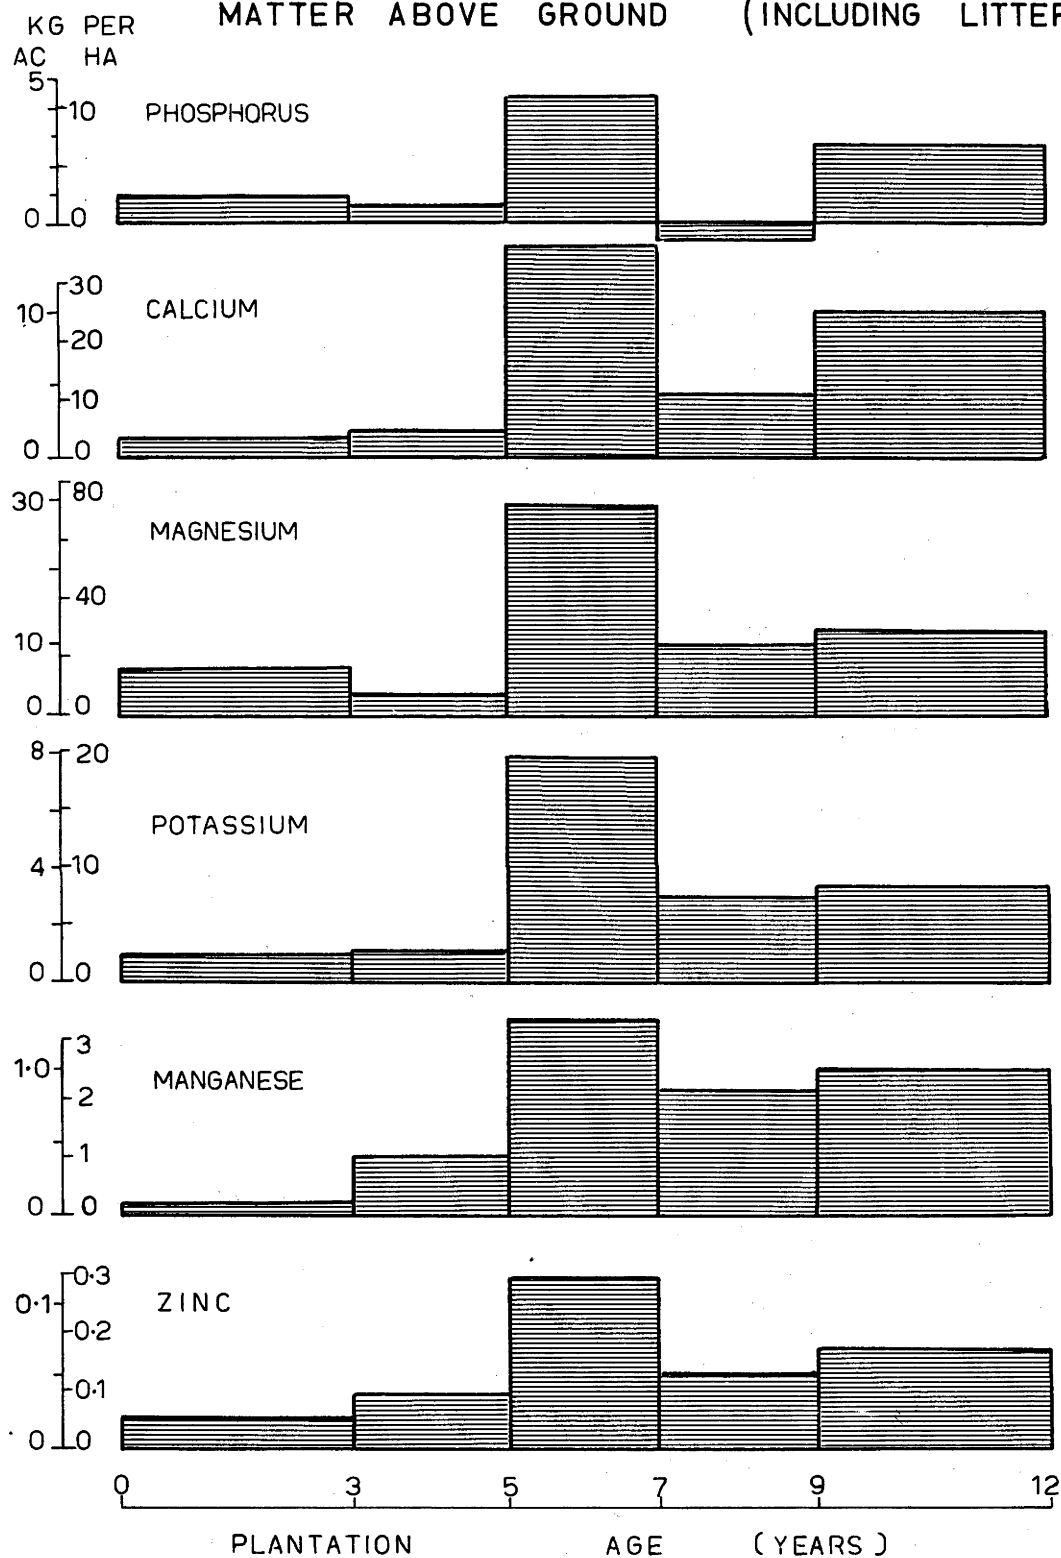 MATTER ABOVE GROUND (INCLUDING LITTER
KG PER
AC HA
5
10
PHOSPHORUS
0 0
30
10
CALCIUM
20
10
0 0
80
30
MAGNESIUM
40
10
0 0
8 20
POTASSIUM
4 10
0 0
3
1·0
MANGANESE
2
1
0 0
0·3
0·1
ZINC
0·2
0·1
0 0
0 3 5 7 9 12
PLANTATION AGE (YEARS)